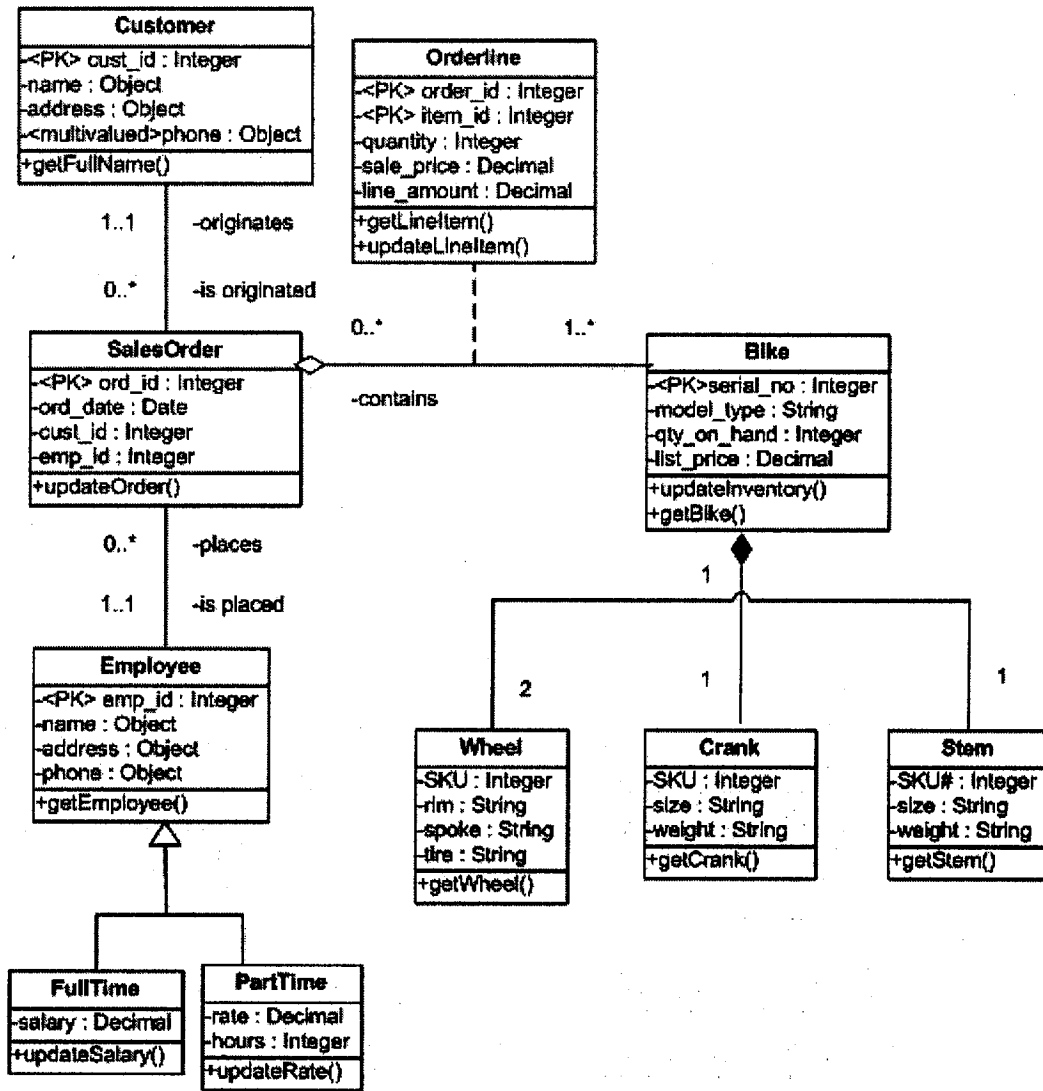 Customer
-<PK> cust_id : Integer
-name : Object
-address : Object
-<multivalued>phone : Object
+getFullName()
Orderline
-<PK> order_id : Integer
-<PK> item_id : Integer
-quantity : Integer
-sale_price : Decimal
-line_amount : Decimal
+getLineItem()
+updateLineItem()
1..1 -originates
0..* -is originated
SalesOrder
-<PK> ord_id : Integer
-ord_date : Date
-cust_id : Integer
-emp_id : Integer
+updateOrder()
0..* 1..*
-contains
Bike
-<PK>serial_no : Integer
-model_type : String
-qty_on_hand : Integer
-list_price : Decimal
+updateInventory()
+getBike()
0..* -places
1..1 -is placed
1
2
1
1
Employee
-<PK> emp_id : Integer
-name : Object
-address : Object
-phone : Object
+getEmployee()
Wheel
-SKU : Integer
-rim : String
-spoke : String
-tire : String
+getWheel()
Crank
-SKU : Integer
-size : String
-weight : String
+getCrank()
Stem
-SKU# : Integer
-size : String
-weight : String
+getStem()
FullTime
-salary : Decimal
+updateSalary()
PartTime
-rate : Decimal
-hours : Integer
+updateRate()